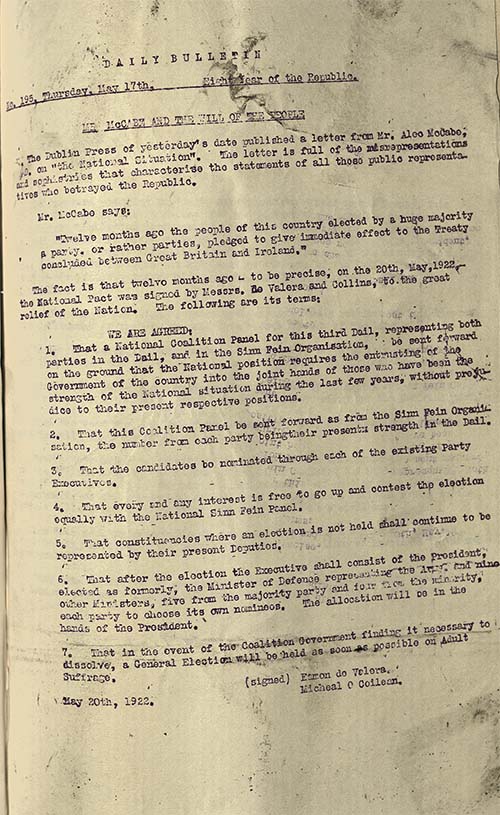 DAILY BULLETIN
No. 195, Thursday, May 17th. Eight Year of the Republic.
MR McCABE AND THE WILL OF THE PEOPLE
The Dublin Press of yesterday's date published a letter from Mr. Alec McCabe,
on "the National Situation". The letter is full of the misrepresentations
and sophistries that characterise the statements of all those public representa-
tives who betrayed the Republic.
Mr. McCabe says:
"Twelve months ago the people of this country elected by a huge majority
a party, or rather parties, pledged to give immediate effect to the Treaty
concluded between Great Britain and Ireland."
The fact is that twelve months ago - to be precise, on the 20th, May, 1922,-
the National Pact was signed by Messrs. De Valera and Collins, to the great
relief of the Nation. The following are its terms:
WE ARE AGREED:
1. That a National Coalition Panel for this third Dail, representing both
parties in the Dail, and in the Sinn Fein Organisation, be sent forward
on the ground that the National position requires the entrusting of the
Government of the country into the joint hands of those who have been the
strength of the National situation during the last few years, without preju-
dice to their present respective positions.
2. That this Coalition Panel be sent forward as from the Sinn Fein Organi-
sation, the number from each party beingtheir present strength in the Dail.
3. That the candidates be nominated through each of the existing Party
Executives.
4. That every and any interest is free to go up and contest the election
equally with the National Sinn Fein Panel.
5. That constituencies where an election is not held shall continue to be
represented by their present Deputies.
6. That after the election the Executive shall consist of the President,
elected as formerly, the Minister of Defence representing the Army, and nine
other Ministers, five from the majority party and four from the minority,
each party to choose its own nominees. The allocation will be in the
hands of the President.
7. That in the event of the Coalition Government finding it necessary to
dissolve, a General Election will be held as soon as possible on Adult
Suffrage.
(signed) Eamon de Valera.
Micheal O Coilean.
May 20th, 1922.